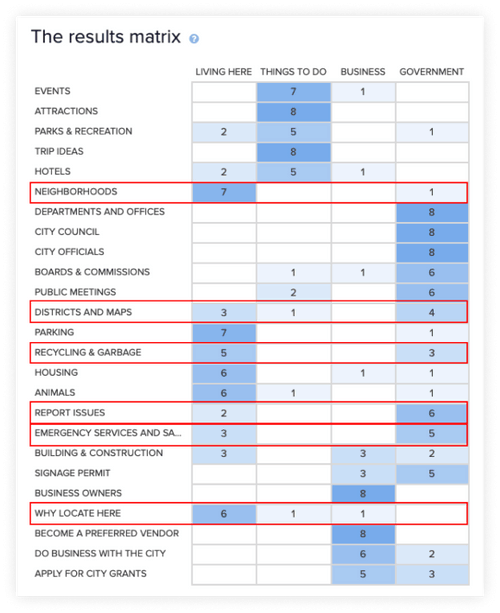 The results matrix ?
LIVING HERE THINGS TO DO BUSINESS GOVERNMENT
EVENTS 7 1
ATTRACTIONS 8
PARKS & RECREATION 2 5 1
TRIP IDEAS 8
HOTELS 2 5 1
NEIGHBORHOODS 7 1
DEPARTMENTS AND OFFICES 8
CITY COUNCIL 8
CITY OFFICIALS 8
BOARDS & COMMISSIONS 1 1 6
PUBLIC MEETINGS 2 6
DISTRICTS AND MAPS 3 1 4
PARKING 7 1
RECYCLING & GARBAGE 5 3
HOUSING 6 1 1
ANIMALS 6 1 1
REPORT ISSUES 2 6
EMERGENCY SERVICES AND SA... 3 5
BUILDING & CONSTRUCTION 3 3 2
SIGNAGE PERMIT 3 5
BUSINESS OWNERS 8
WHY LOCATE HERE 6 1 1
BECOME A PREFERRED VENDOR 8
DO BUSINESS WITH THE CITY 6 2
APPLY FOR CITY GRANTS 5 3